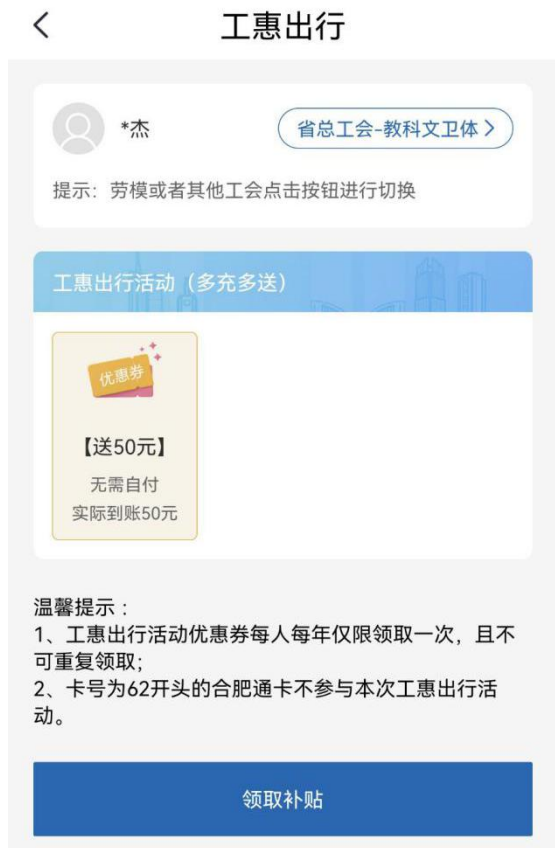 工惠出行
*杰
省总工会-教科文卫体
提示：劳模或者其他工会点击按钮进行切换
工惠出行活动（多充多送）
优惠券
【送50元】
无需自付
实际到账50元
温馨提示：
1、工惠出行活动优惠券每人每年仅限领取一次，且不
可重复领取;
2、卡号为62开头的合肥通卡不参与本次工惠出行活
动。
领取补贴